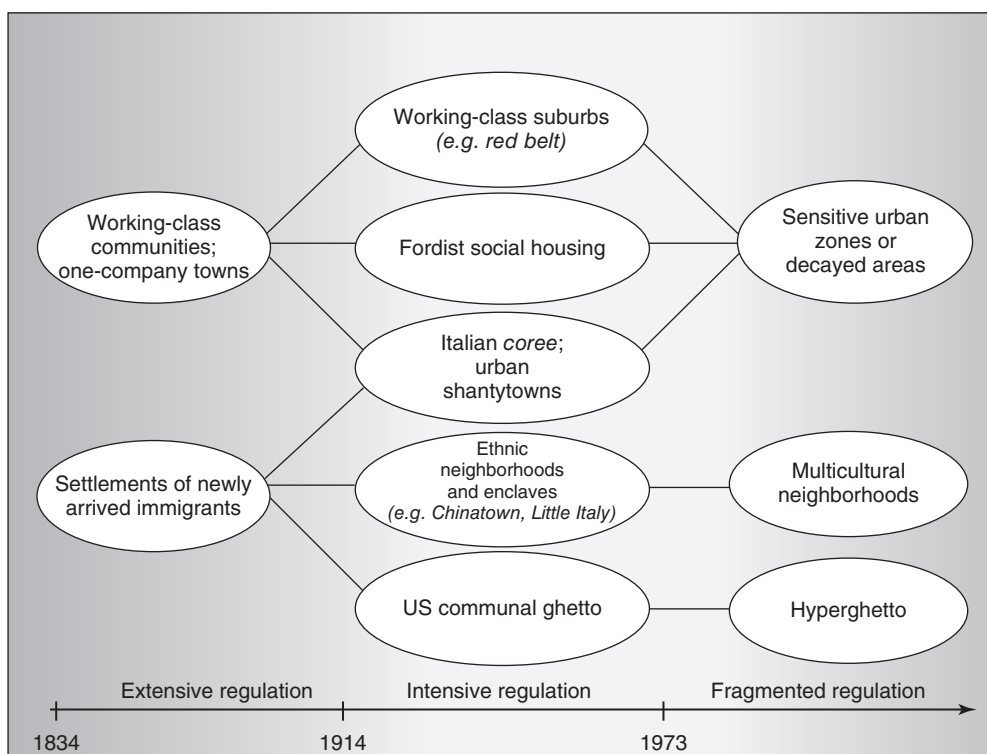 Working-class suburbs
(e.g. red belt)
Working-class
communities;
one-company towns
Fordist social housing
Sensitive urban
zones or
decayed areas
Italian coree;
urban
shantytowns
Settlements of newly
arrived immigrants
Ethnic
neighborhoods
and enclaves
(e.g. Chinatown, Little Italy)
Multicultural
neighborhoods
US communal ghetto
Hyperghetto
Extensive regulation
Intensive regulation
Fragmented regulation
1834
1914
1973